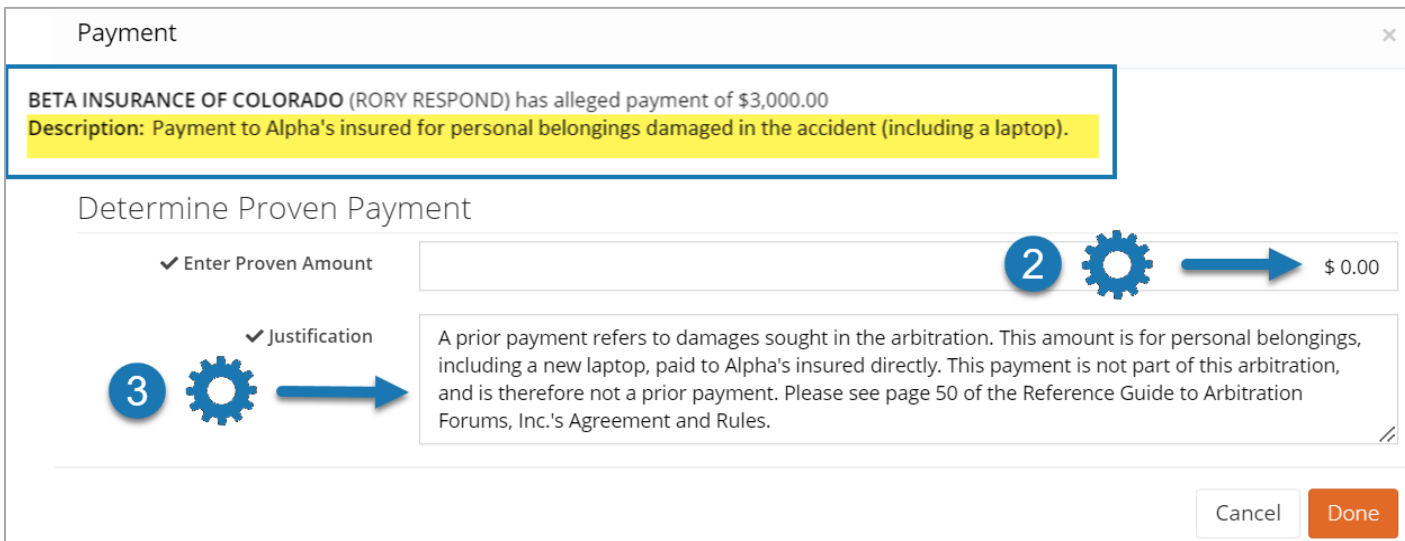 Payment
×
BETA INSURANCE OF COLORADO (RORY RESPOND) has alleged payment of $3,000.00
Description: Payment to Alpha's insured for personal belongings damaged in the accident (including a laptop).
Determine Proven Payment
✔ Enter Proven Amount
2
$ 0.00
✔ Justification
3
A prior payment refers to damages sought in the arbitration. This amount is for personal belongings,
including a new laptop, paid to Alpha's insured directly. This payment is not part of this arbitration,
and is therefore not a prior payment. Please see page 50 of the Reference Guide to Arbitration
Forums, Inc.'s Agreement and Rules.
Cancel
Done